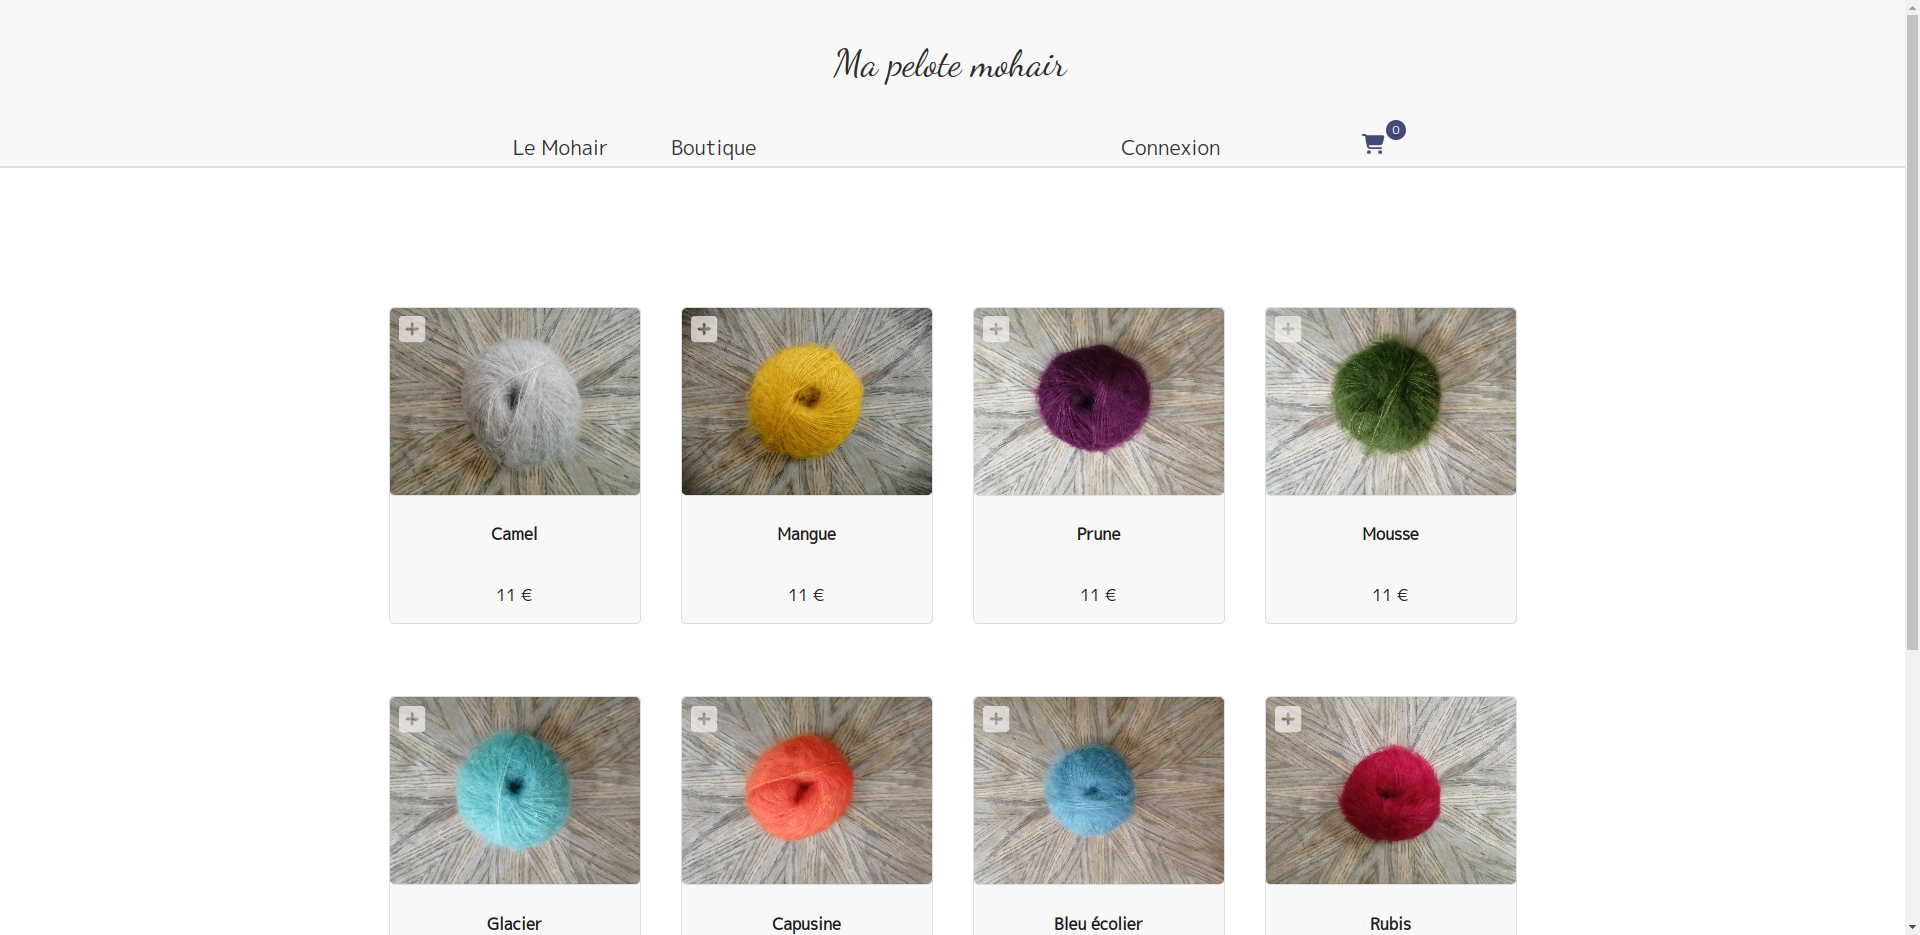 Ma pelote mohair
Le Mohair Boutique Connexion 0
Camel Mangue Prune Mousse
11 € 11 € 11 € 11 €
Glacier Capusine Bleu écolier Rubis